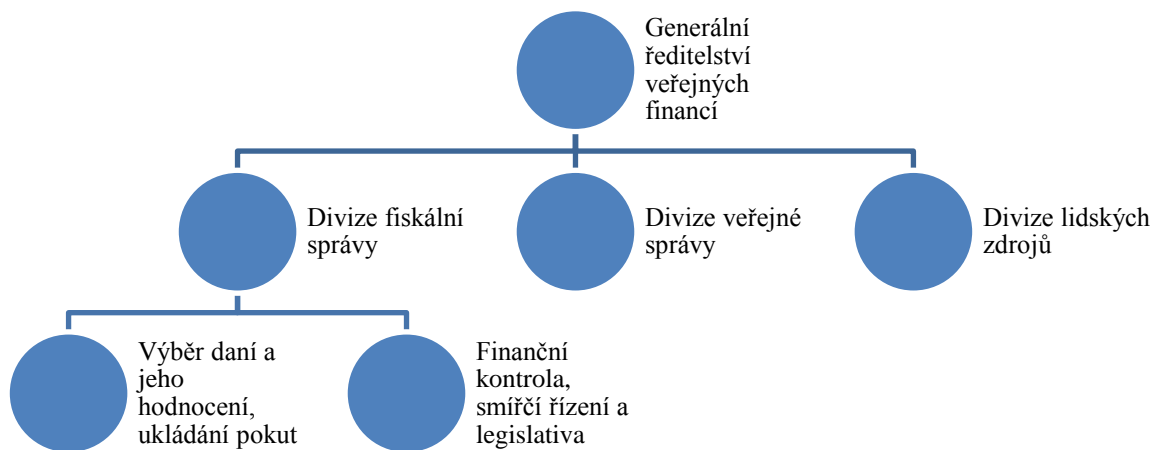 Generální
ředitelství
veřejných
financí
Divize fiskální
správy
Divize veřejné
správy
Divize lidských
zdrojů
Výběr daní a
jeho
hodnocení,
ukládání pokut
Finanční
kontrola,
smířčí řízení a
legislativa